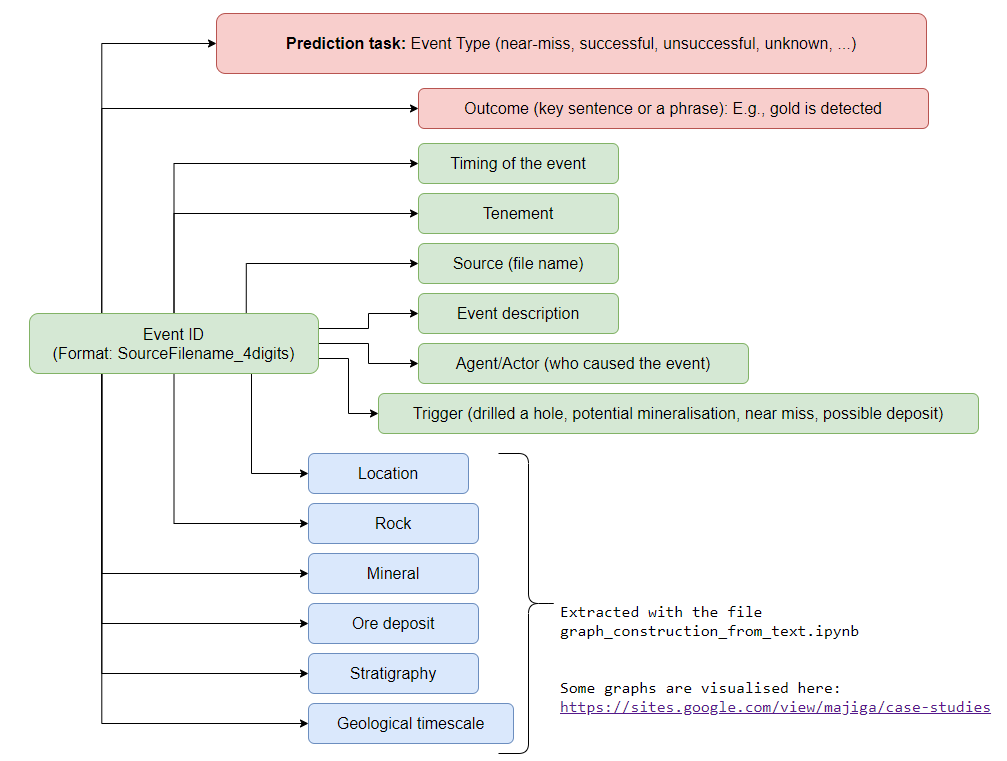 Prediction task: Event Type (near-miss, successful, unsuccessful, unknown, ...)
Outcome (key sentence or a phrase): E.g., gold is detected
Timing of the event
Tenement
Source (file name)
Event ID
(Format: SourceFilename_4digits)
Event description
Agent/Actor (who caused the event)
Trigger (drilled a hole, potential mineralisation, near miss, possible deposit)
Location
Rock
Mineral
Ore deposit
Stratigraphy
Geological timescale
Extracted with the file
graph_construction_from_text.ipynb
Some graphs are visualised here:
https://sites.google.com/view/majiga/case-studies